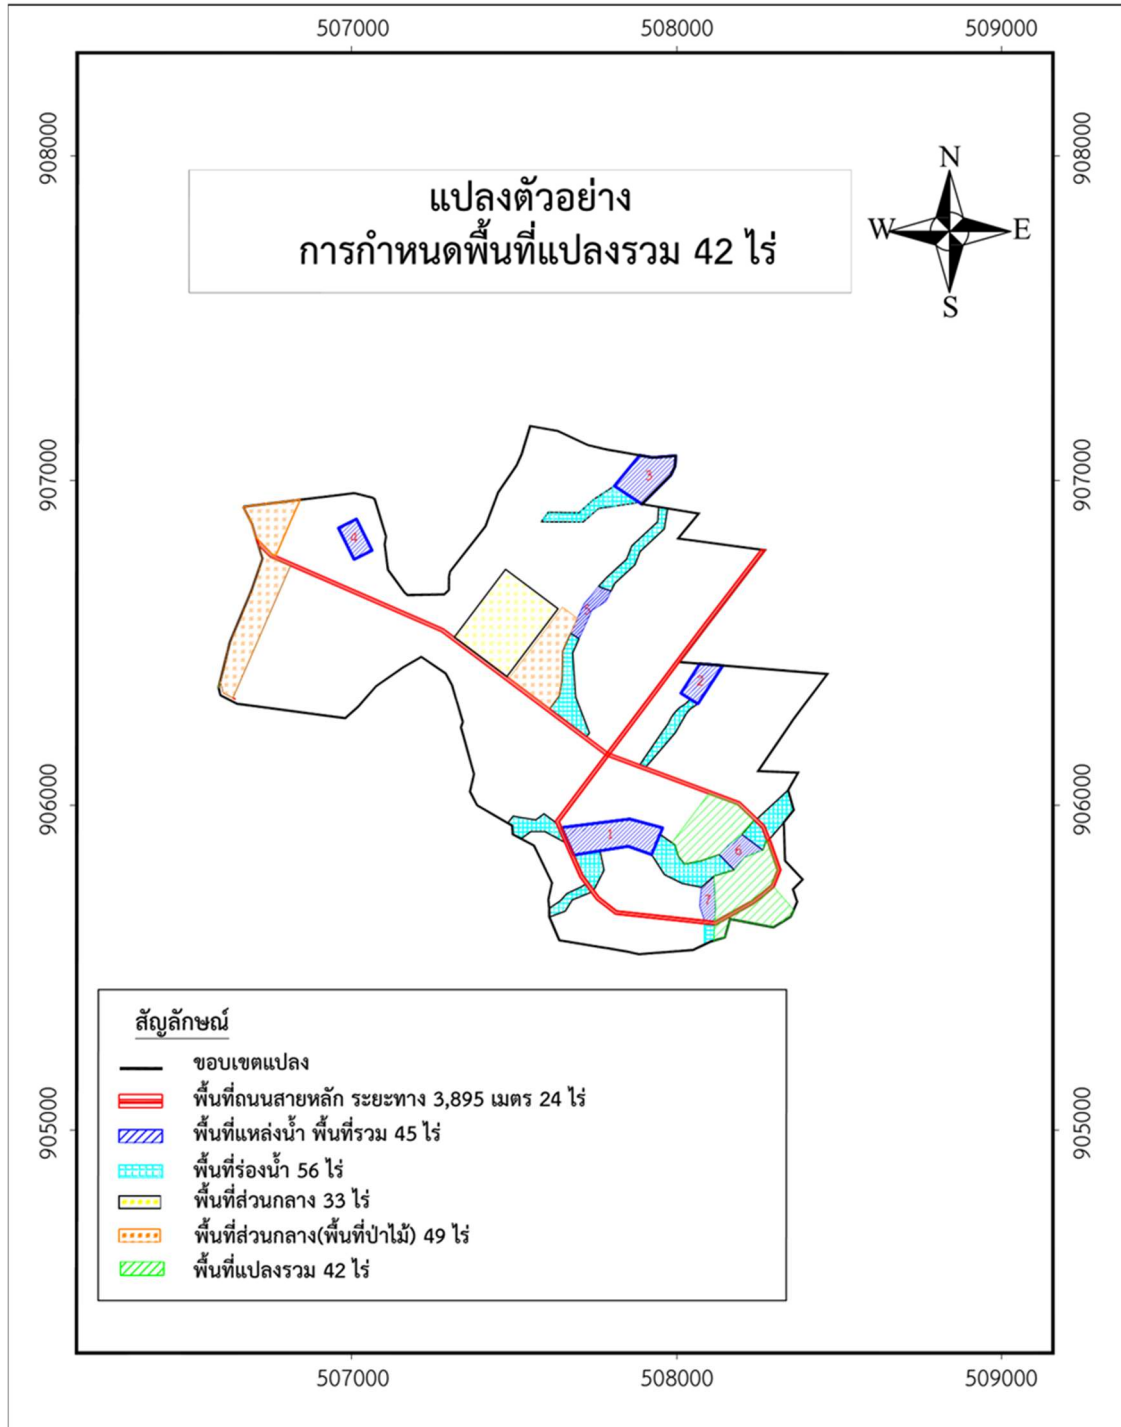 507000 508000 509000
908000 908000
แปลงตัวอย่าง
การกำหนดพื้นที่แปลงรวม 42 ไร่
N
W E
S
907000 907000
3
4
5
2
906000 906000
1
6
7
สัญลักษณ์
ขอบเขตแปลง
พื้นที่ถนนสายหลัก ระยะทาง 3,895 เมตร 24 ไร่
905000 905000
พื้นที่แหล่งน้ำ พื้นที่รวม 45 ไร่
พื้นที่ร่องน้ำ 56 ไร่
พื้นที่ส่วนกลาง 33 ไร่
พื้นที่ส่วนกลาง(พื้นที่ป่าไม้) 49 ไร่
พื้นที่แปลงรวม 42 ไร่
507000 508000 509000